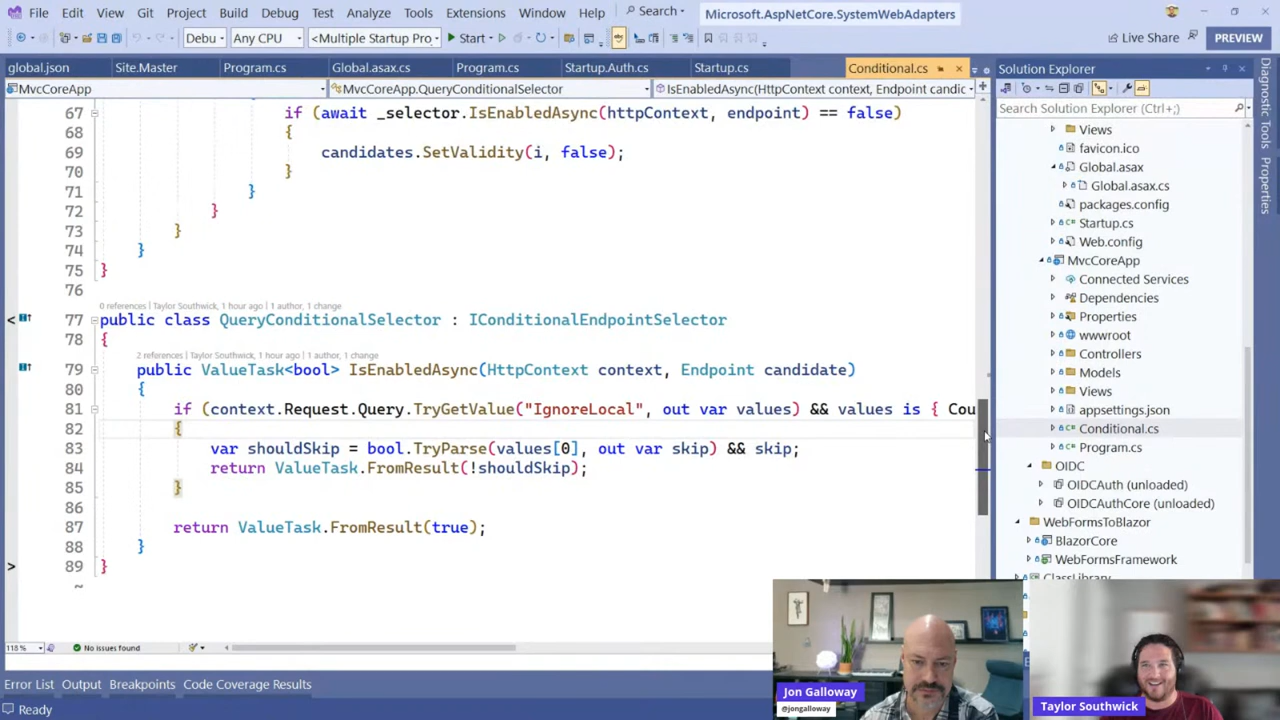 File Edit View Git Project Build Debug Test Analyze Tools Extensions Window Help Search Microsoft.AspNetCore.SystemWebAdapters
Debu Any CPU <Multiple Startup Pro Start Live Share PREVIEW
global.json Site.Master Program.cs Global.asax.cs Program.cs Startup.Auth.cs Startup.cs Conditional.cs
MvcCoreApp MvcCoreApp.QueryConditionalSelector IsEnabledAsync(HttpContext context, Endpoint candic
67 if (await _selector.IsEnabledAsync(httpContext, endpoint) == false)
68 {
69 candidates.SetValidity(i, false);
70 }
71 }
72 }
73 }
74 }
75 }
76
0 references | Taylor Southwick, 1 hour ago | 1 author, 1 change
77 public class QueryConditionalSelector : IConditionalEndpointSelector
78 {
2 references | Taylor Southwick, 1 hour ago | 1 author, 1 change
79 public ValueTask<bool> IsEnabledAsync(HttpContext context, Endpoint candidate)
80 {
81 if (context.Request.Query.TryGetValue("IgnoreLocal", out var values) && values is { Cou
82 {
83 var shouldSkip = bool.TryParse(values[0], out var skip) && skip;
84 return ValueTask.FromResult(!shouldSkip);
85 }
86
87 return ValueTask.FromResult(true);
88 }
89 }
~
118 % No issues found
Error List Output Breakpoints Code Coverage Results
Ready
Solution Explorer
Search Solution Explorer (Ctrl+;)
Views
favicon.ico
Global.asax
Global.asax.cs
packages.config
Startup.cs
Web.config
MvcCoreApp
Connected Services
Dependencies
Properties
wwwroot
Controllers
Models
Views
appsettings.json
Conditional.cs
Program.cs
OIDC
OIDCAuth (unloaded)
OIDCAuthCore (unloaded)
WebFormsToBlazor
BlazorCore
WebFormsFramework
ClassLibrary
Diagnostic Tools
Properties
Jon Galloway
@jongalloway
Taylor Southwick